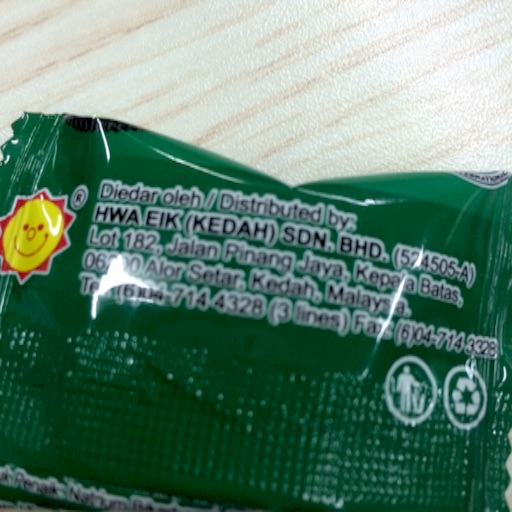 ®
Diedar oleh / Distributed by:
HWA EIK (KEDAH) SDN. BHD. (524505-A)
Lot 182, Jalan Pinang Jaya, Kepala Batas,
Alor Setar, Kedah, Malaysia.
Tel: (6)04-714 4328 (3 lines) Fax: (6)04-714 3328